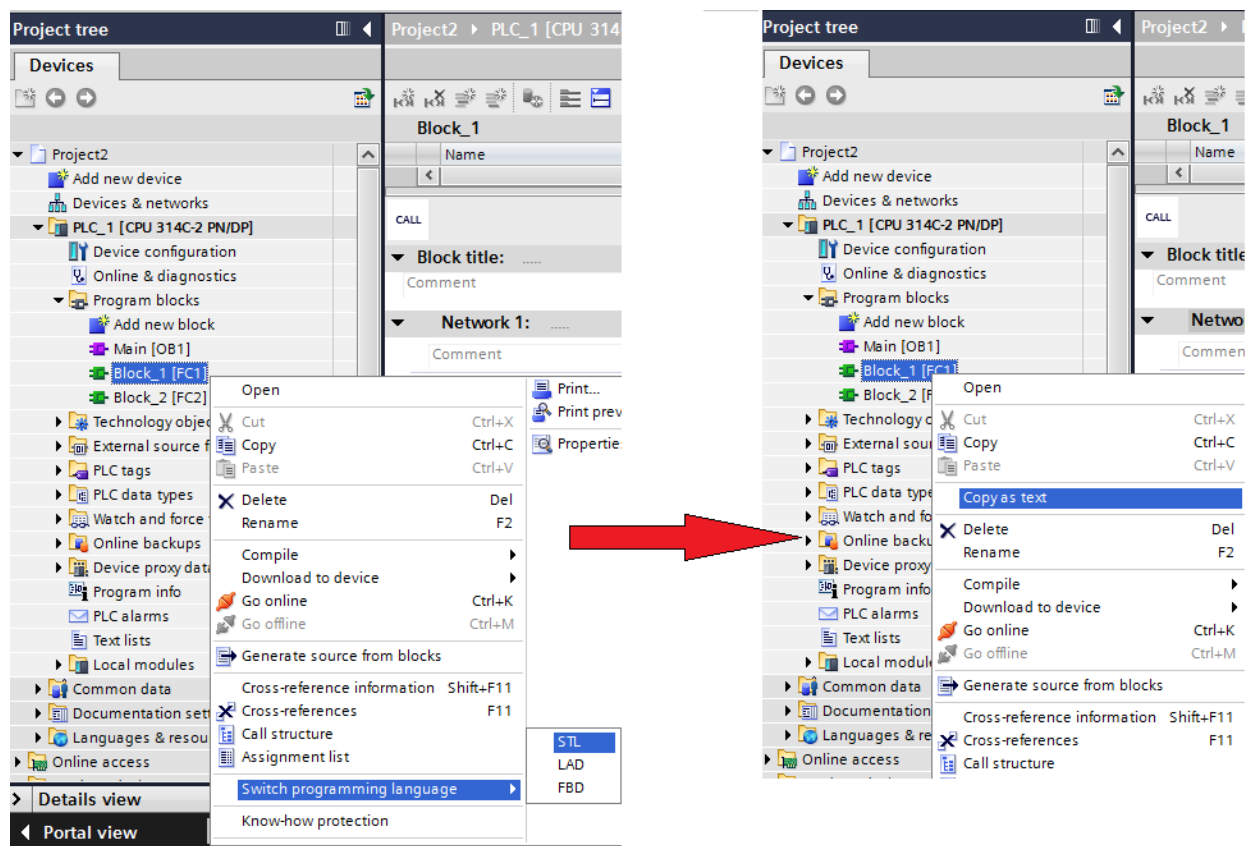 Project tree
Project2 PLC_1 [CPU 314
Devices
Block_1
Name
Project2
Add new device
Devices & networks
PLC_1 [CPU 314C-2 PN/DP]
CALL
Device configuration
Block title: .....
Online & diagnostics
Comment
Program blocks
Add new block
Network 1: .....
Main [OB1]
Comment
Block_1 [FC1]
Block_2 [FC2]
Technology objec
External source f
PLC tags
PLC data types
Watch and force
Online backups
Device proxy data
Program info
PLC alarms
Text lists
Local modules
Common data
Documentation sett
Languages & resou
Online access
Details view
Portal view
Open
Cut Ctrl+X
Copy Ctrl+C
Paste Ctrl+V
Delete Del
Rename F2
Compile
Download to device
Go online Ctrl+K
Go offline Ctrl+M
Generate source from blocks
Cross-reference information Shift+F11
Cross-references F11
Call structure
Assignment list
Switch programming language
Know-how protection
Print...
Print prev
Propertie
STL
LAD
FBD
Project tree
Project2
Devices
Block_1
Name
Project2
Add new device
Devices & networks
PLC_1 [CPU 314C-2 PN/DP]
CALL
Device configuration
Block title
Online & diagnostics
Comment
Program blocks
Add new block
Netwo
Main [OB1]
Commen
Block_1 [FC1]
Block_2 [F
Technology o
External sour
PLC tags
PLC data type
Watch and fo
Online backu
Device proxy
Program info
PLC alarms
Text lists
Local module
Common data
Documentation
Languages & re
Online access
Open
Cut Ctrl+X
Copy Ctrl+C
Paste Ctrl+V
Copy as text
Delete Del
Rename F2
Compile
Download to device
Go online Ctrl+K
Go offline Ctrl+M
Generate source from blocks
Cross-reference information Shift+F11
Cross-references F11
Call structure